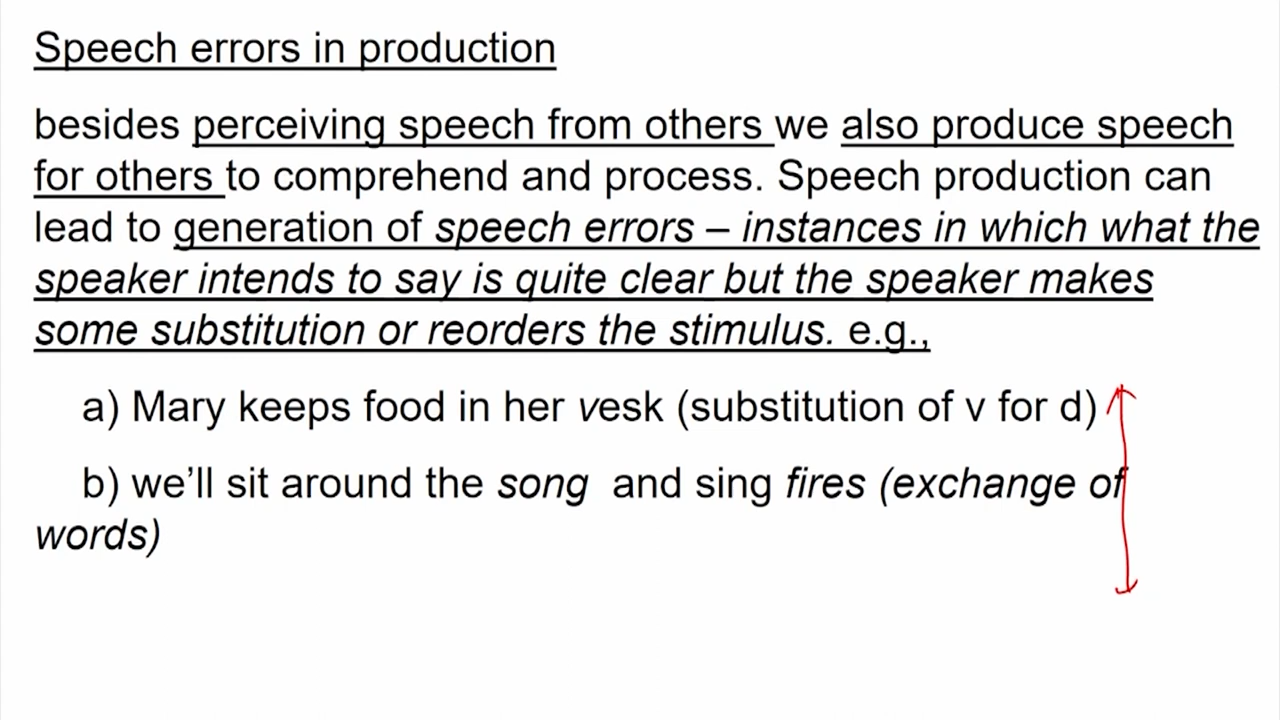 Speech errors in production
besides perceiving speech from others we also produce speech
for others to comprehend and process. Speech production can
lead to generation of speech errors – instances in which what the
speaker intends to say is quite clear but the speaker makes
some substitution or reorders the stimulus. e.g.,
a) Mary keeps food in her vesk (substitution of v for d)
b) we’ll sit around the song and sing fires (exchange of
words)